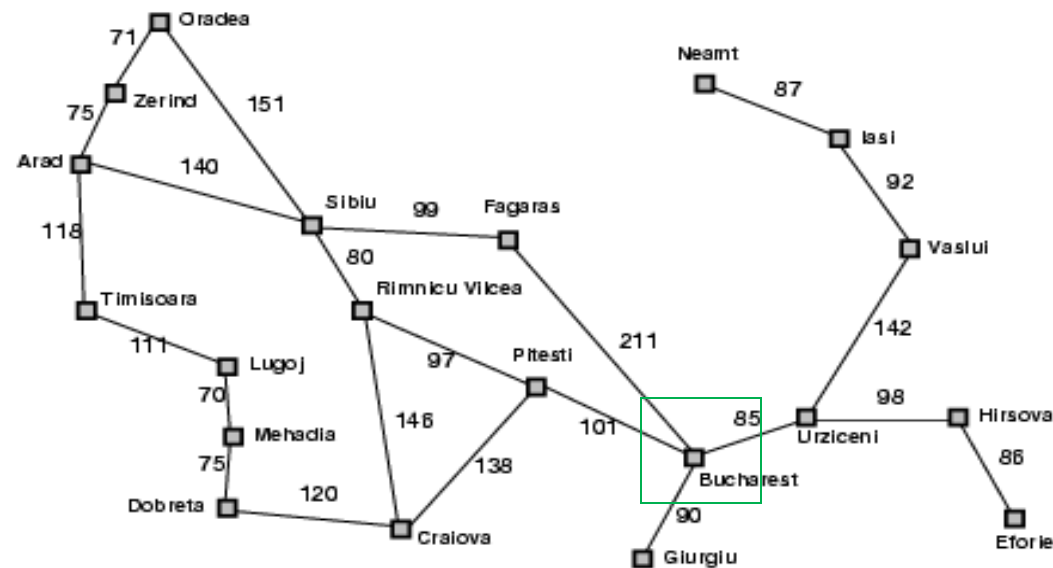 Oradea
71
Neamt
87
Zerind
151
75
Iasi
Arad
140
92
Sibiu
99
Fagaras
118
80
Vaslui
Rimnicu Vilcea
Timisoara
142
111
211
Pitesti
Lugoj
97
70
98
Hirsova
146
101
85
Urziceni
Mehadia
86
75
138
Bucharest
120
Dobreta
90
Craiova
Eforie
Giurgiu